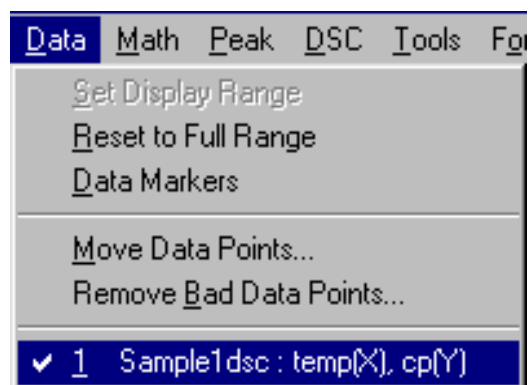 Data Math Peak DSC Tools Fo
Set Display Range
Reset to Full Range
Data Markers
Move Data Points...
Remove Bad Data Points...
✓ 1 Sample1dsc : temp(X), cp(Y)